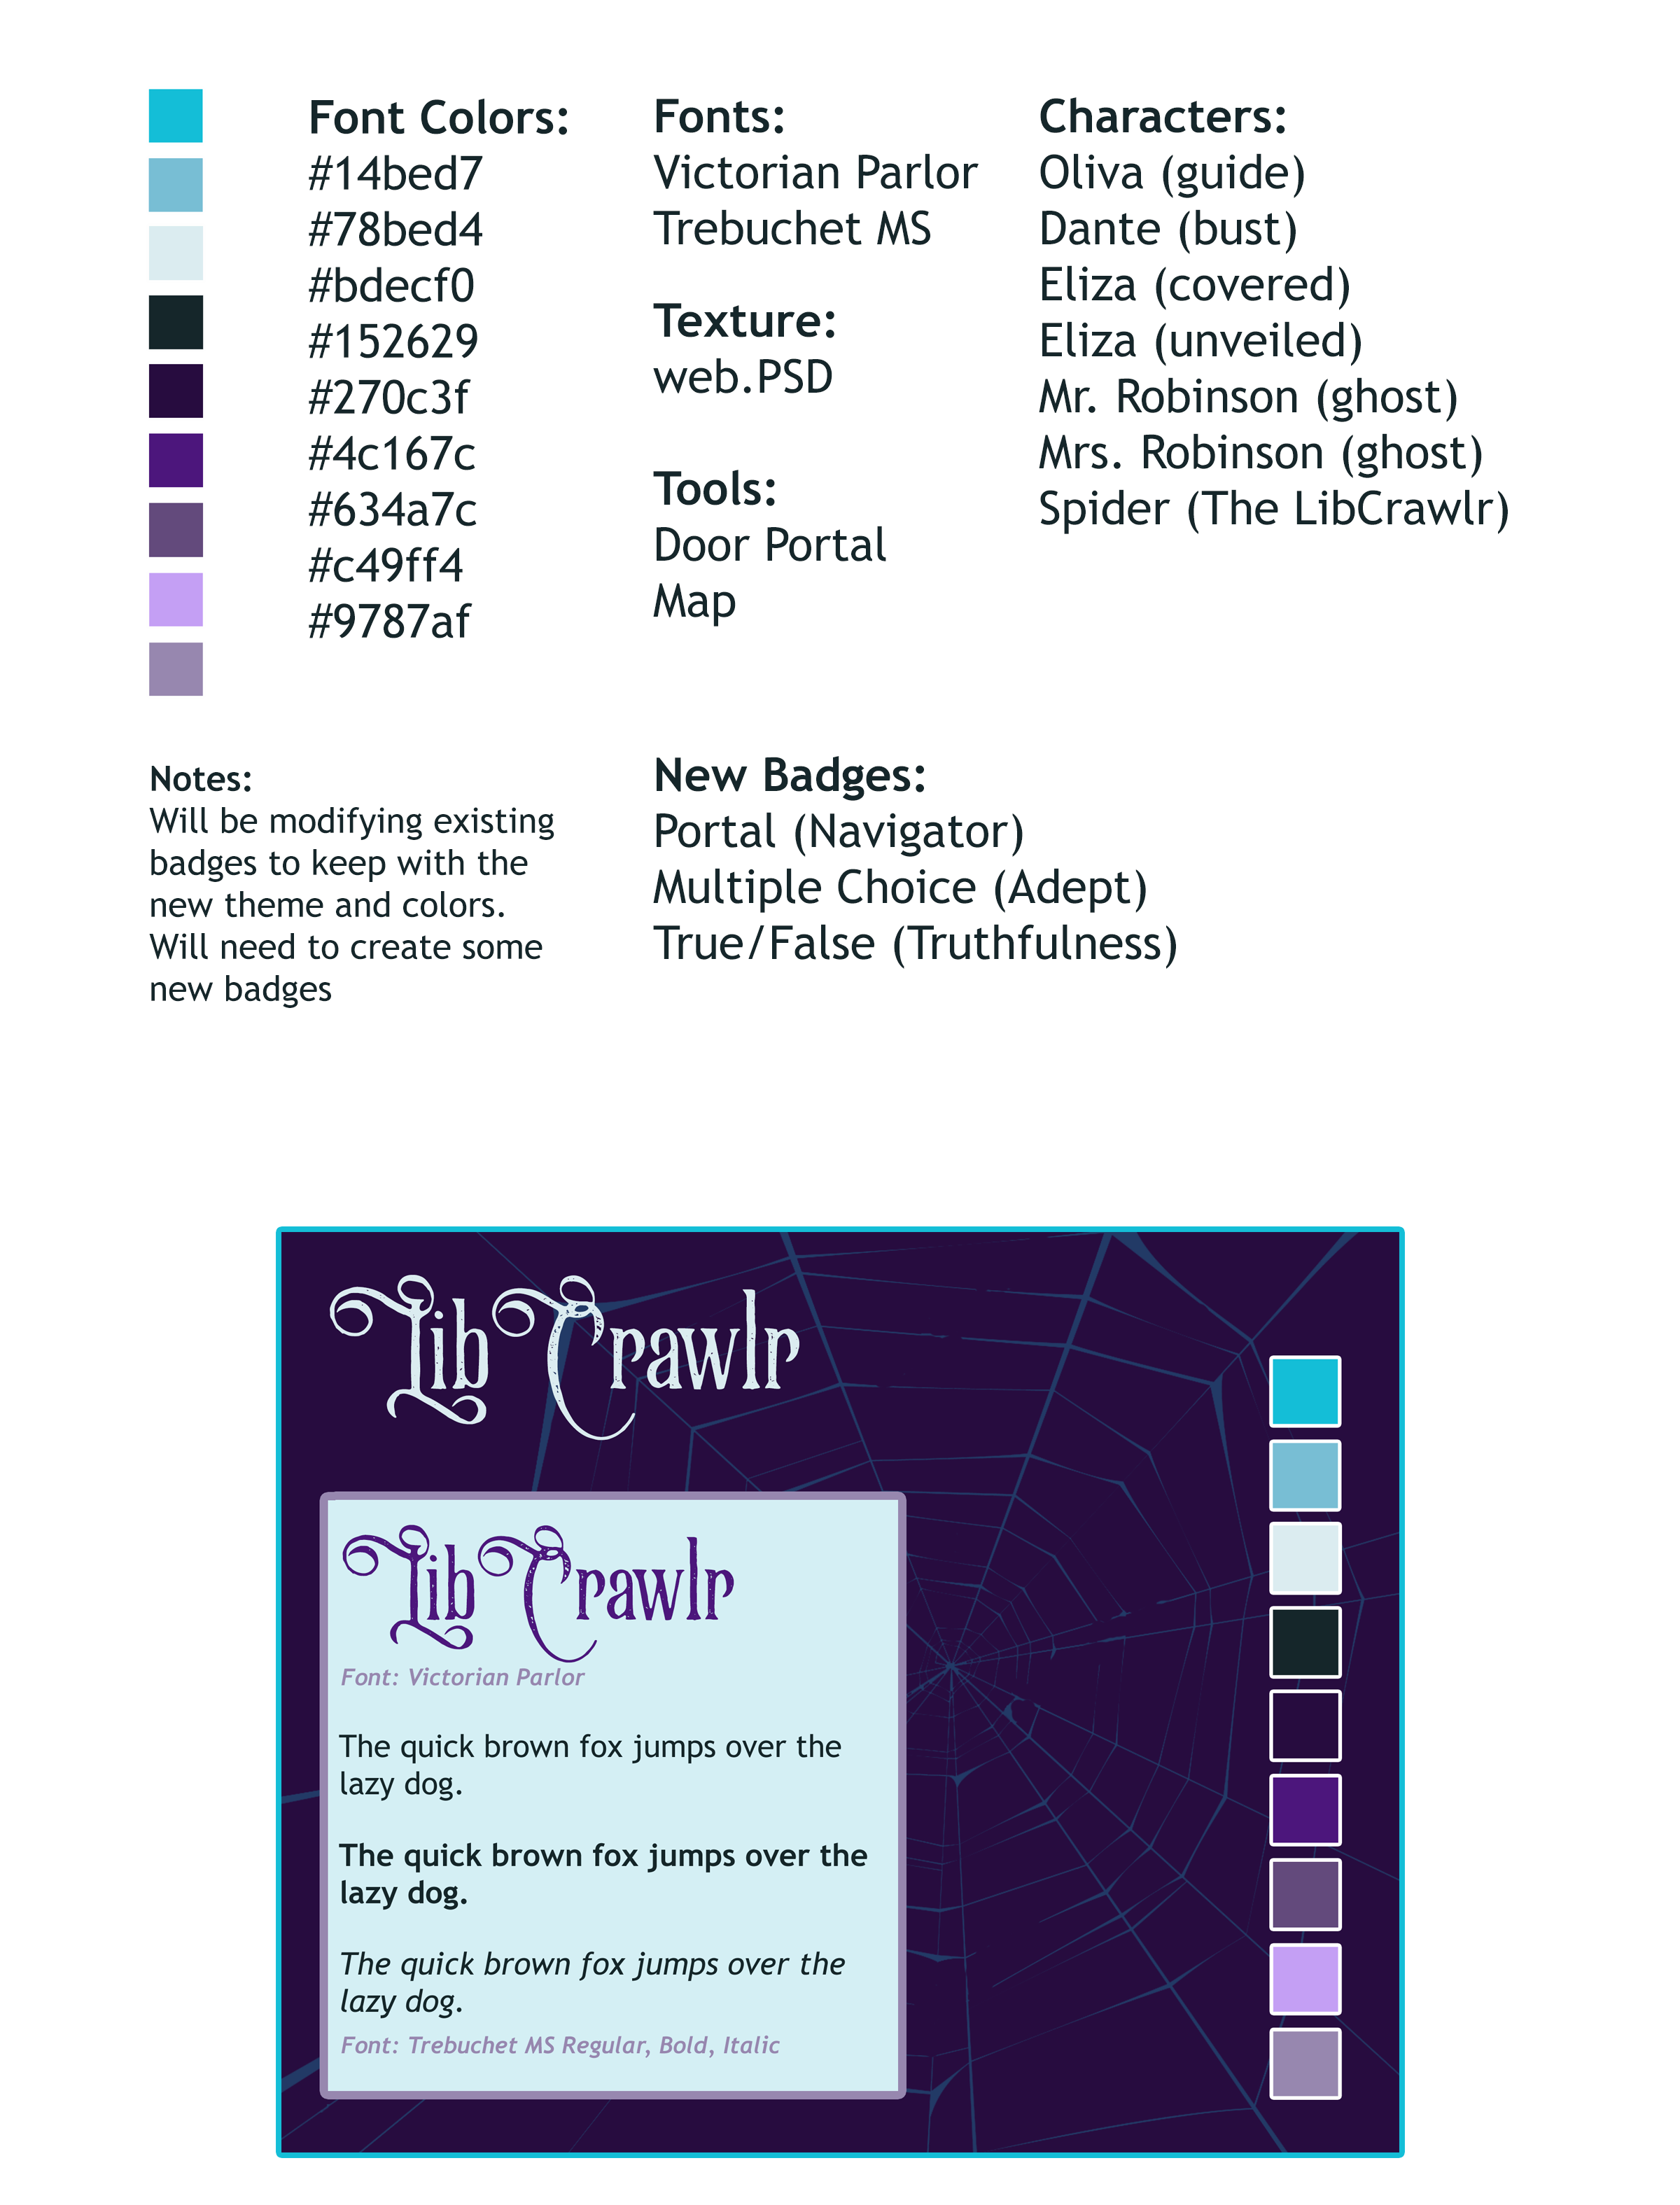 Font Colors:
#14bed7
#78bed4
#bdecf0
#152629
#270c3f
#4c167c
#634a7c
#c49ff4
#9787af
Fonts:
Victorian Parlor
Trebuchet MS
Texture:
web.PSD
Tools:
Door Portal
Map
Characters:
Oliva (guide)
Dante (bust)
Eliza (covered)
Eliza (unveiled)
Mr. Robinson (ghost)
Mrs. Robinson (ghost)
Spider (The LibCrawlr)
Notes:
Will be modifying existing
badges to keep with the
new theme and colors.
Will need to create some
new badges
New Badges:
Portal (Navigator)
Multiple Choice (Adept)
True/False (Truthfulness)
LibCrawlr
LibCrawlr
Font: Victorian Parlor
The quick brown fox jumps over the
lazy dog.
The quick brown fox jumps over the
lazy dog.
The quick brown fox jumps over the
lazy dog.
Font: Trebuchet MS Regular, Bold, Italic